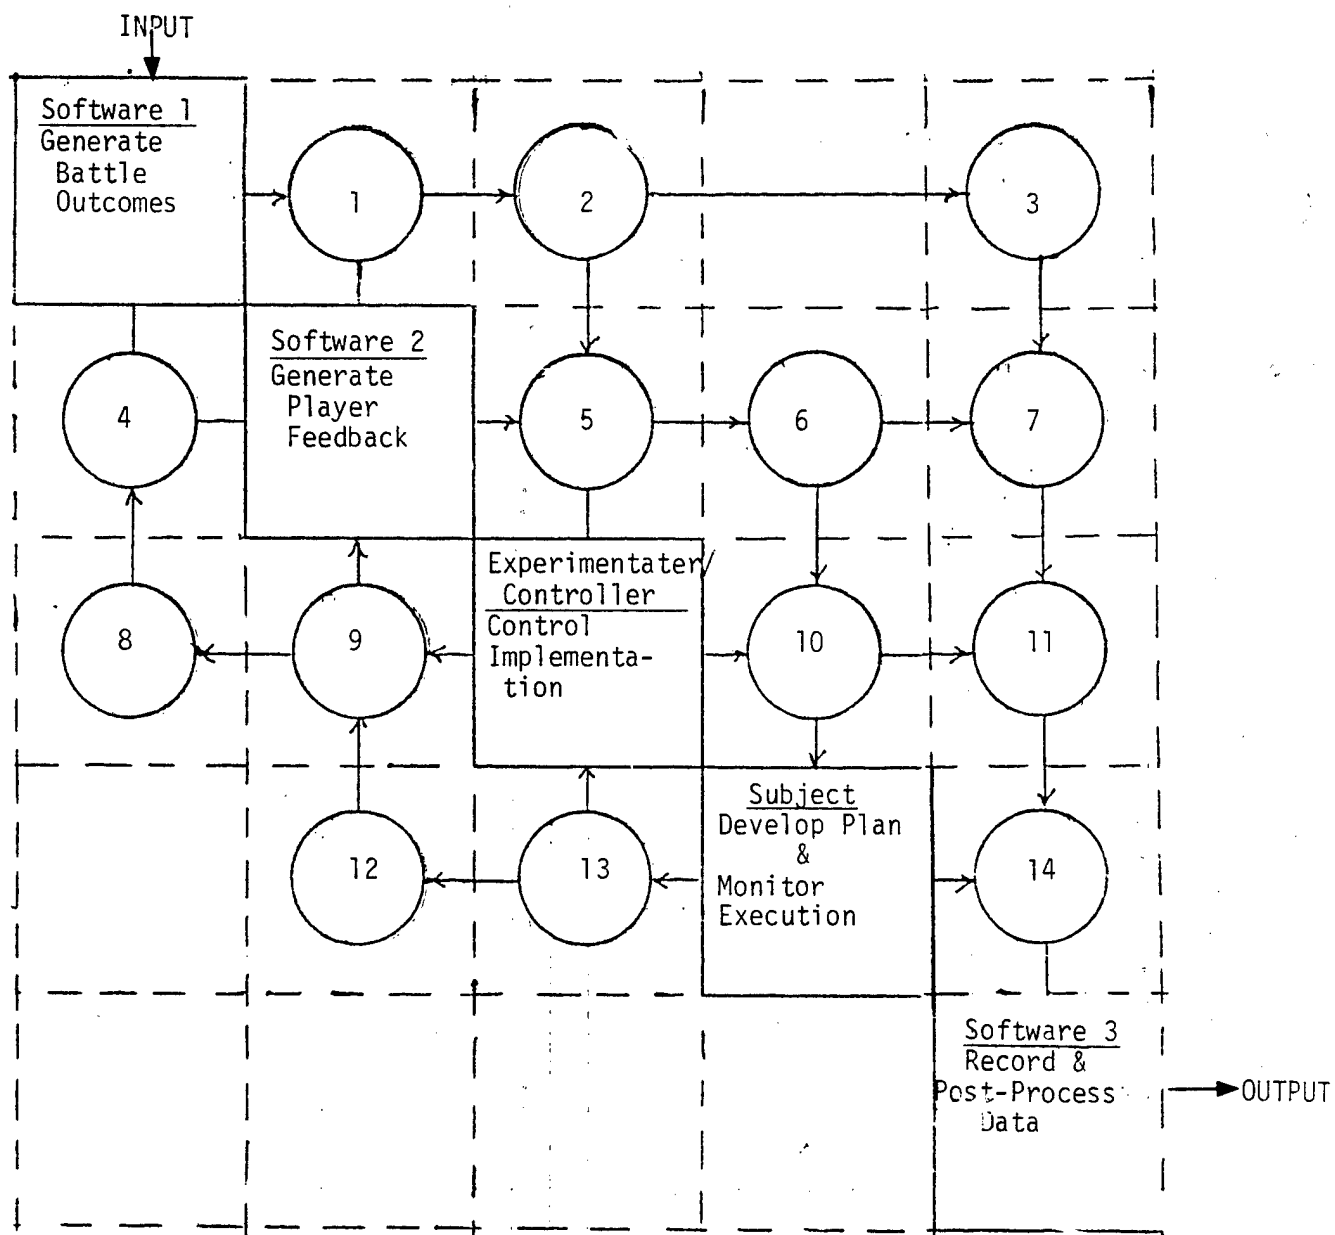 INPUT
Software 1
Generate
Battle
Outcomes
1
2
3
Software 2
Generate
Player
Feedback
4
5
6
7
Experimentater/
Controller
Control
Implementa-
tion
8
9
10
11
Subject
Develop Plan
&
Monitor
Execution
12
13
14
Software 3
Record &
Post-Process
Data
OUTPUT